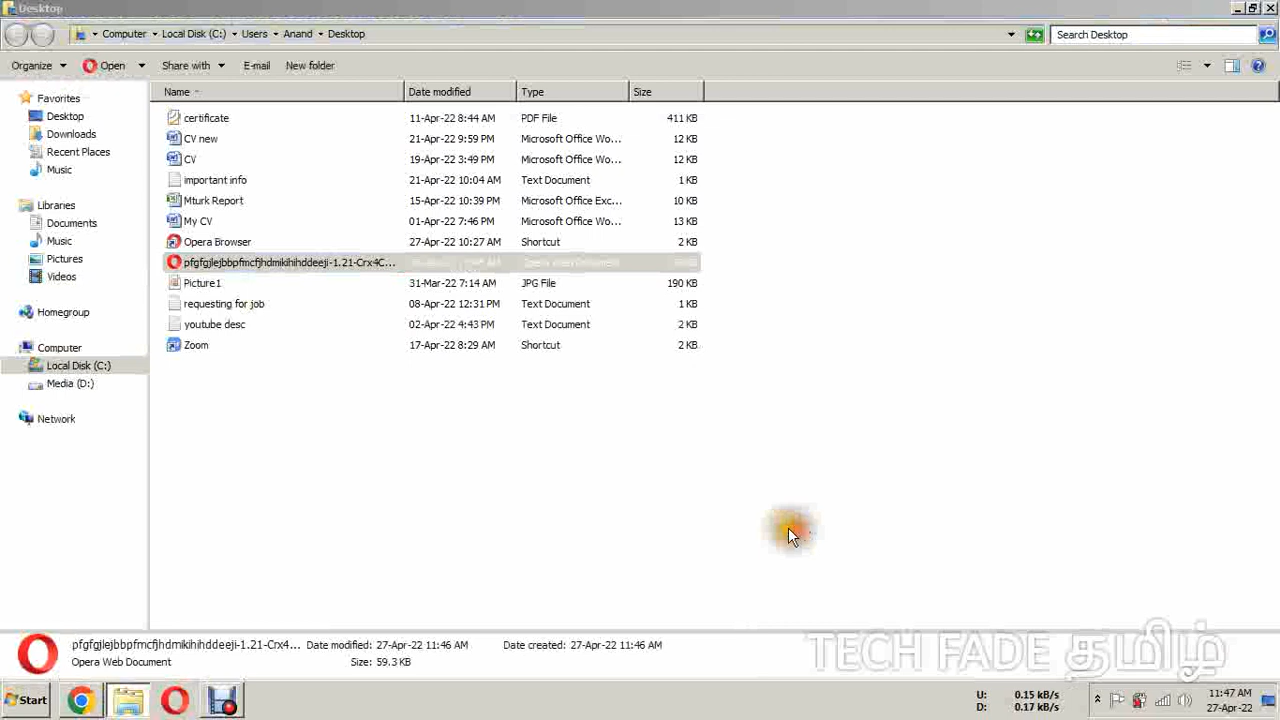 Desktop
Computer Local Disk (C:) Users Anand Desktop Search Desktop
Organize Open Share with E-mail New folder
Name Date modified Type Size
Favorites
Desktop
Downloads
Recent Places
Music
Libraries
Documents
Music
Pictures
Videos
Homegroup
Computer
Local Disk (C:)
Media (D:)
Network
certificate 11-Apr-22 8:44 AM PDF File 411 KB
CV new 21-Apr-22 9:59 PM Microsoft Office Wo... 12 KB
CV 19-Apr-22 3:49 PM Microsoft Office Wo... 12 KB
important info 21-Apr-22 10:04 AM Text Document 1 KB
Mturk Report 15-Apr-22 10:39 PM Microsoft Office Exc... 10 KB
My CV 01-Apr-22 7:46 PM Microsoft Office Wo... 13 KB
Opera Browser 27-Apr-22 10:27 AM Shortcut 2 KB
pfgfgjlejbbpfmcfjhdmikihihddeeji-1.21-Crx4C...
Picture1 31-Mar-22 7:14 AM JPG File 190 KB
requesting for job 08-Apr-22 12:31 PM Text Document 1 KB
youtube desc 02-Apr-22 4:43 PM Text Document 2 KB
Zoom 17-Apr-22 8:29 AM Shortcut 2 KB
pfgfgjlejbbpfmcfjhdmikihihddeeji-1.21-Crx4... Date modified: 27-Apr-22 11:46 AM Date created: 27-Apr-22 11:46 AM
Opera Web Document Size: 59.3 KB
TECH FADE தமிழ்
Start
U: 0.15 kB/s
D: 0.17 kB/s
11:47 AM
27-Apr-22